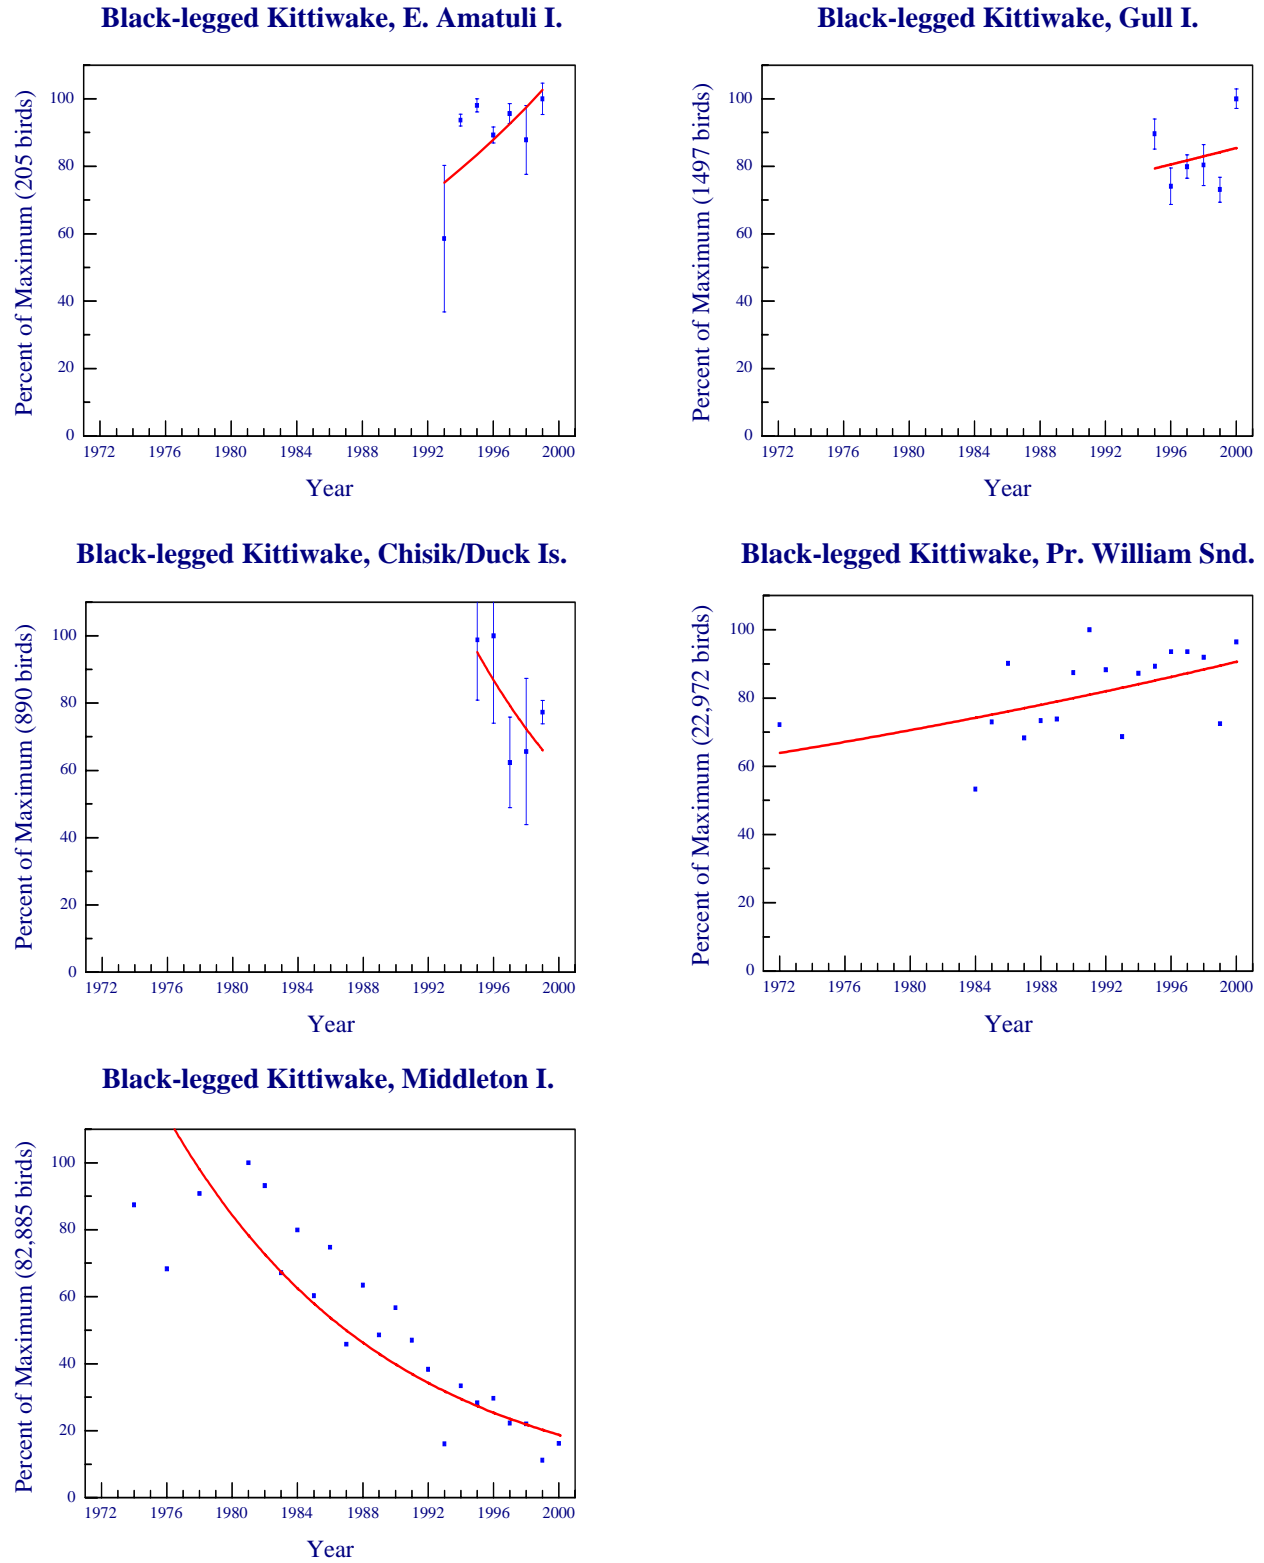 Black-legged Kittiwake, E. Amatuli I.
Percent of Maximum (205 birds)
100
80
60
40
20
0
1972 1976 1980 1984 1988 1992 1996 2000
Year
Black-legged Kittiwake, Gull I.
Percent of Maximum (1497 birds)
100
80
60
40
20
0
1972 1976 1980 1984 1988 1992 1996 2000
Year
Black-legged Kittiwake, Chisik/Duck Is.
Percent of Maximum (890 birds)
100
80
60
40
20
0
1972 1976 1980 1984 1988 1992 1996 2000
Year
Black-legged Kittiwake, Pr. William Snd.
Percent of Maximum (22,972 birds)
100
80
60
40
20
0
1972 1976 1980 1984 1988 1992 1996 2000
Year
Black-legged Kittiwake, Middleton I.
Percent of Maximum (82,885 birds)
100
80
60
40
20
0
1972 1976 1980 1984 1988 1992 1996 2000
Year